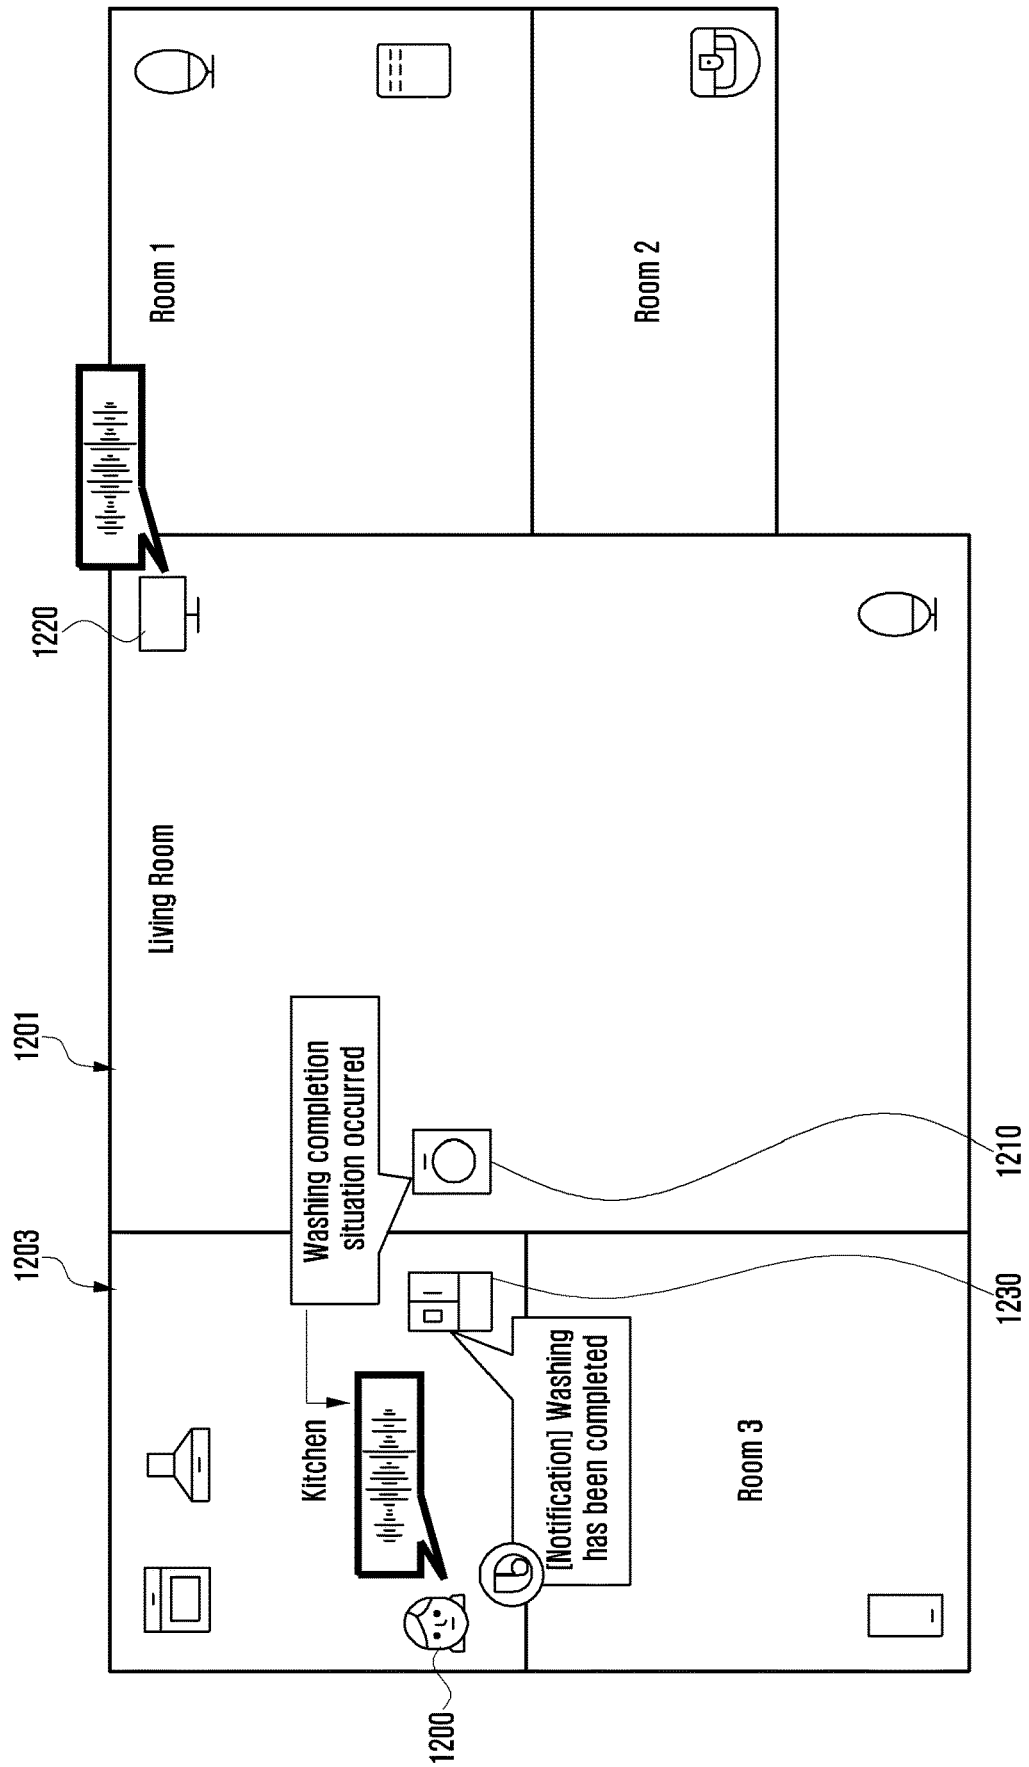 1203
1201
1220
Kitchen
Living Room
Room 1
Washing completion
situation occurred
1200
[Notification] Washing
has been completed
Room 3
Room 2
1230
1210